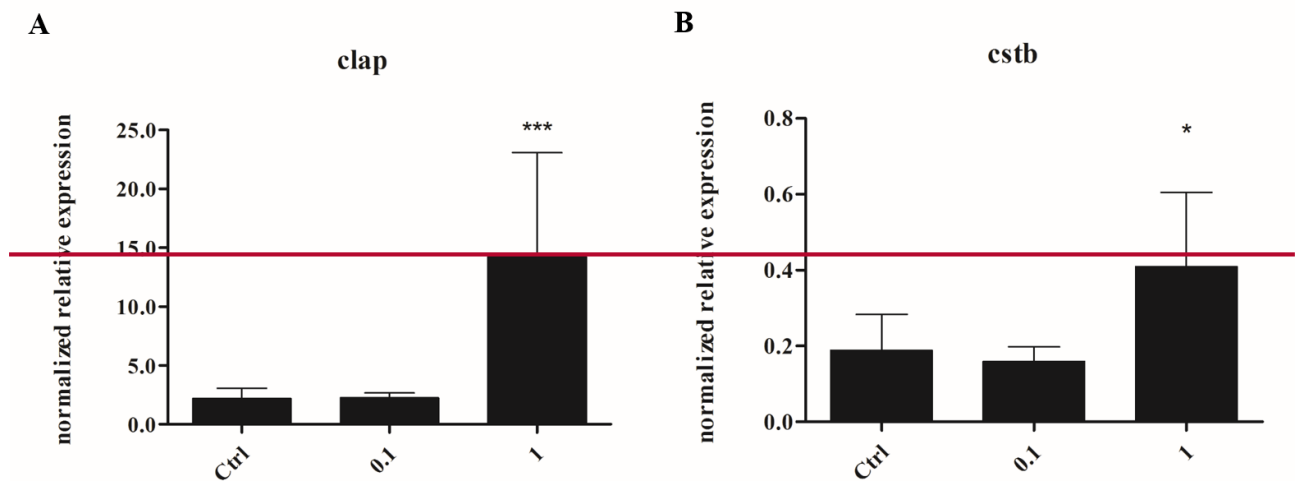 A
clap
normalized relative expression
25.0
20.0
15.0
10.0
5.0
0.0
***
Ctrl
0.1
1
B
cstb
normalized relative expression
0.8
0.6
0.4
0.2
0.0
*
Ctrl
0.1
1